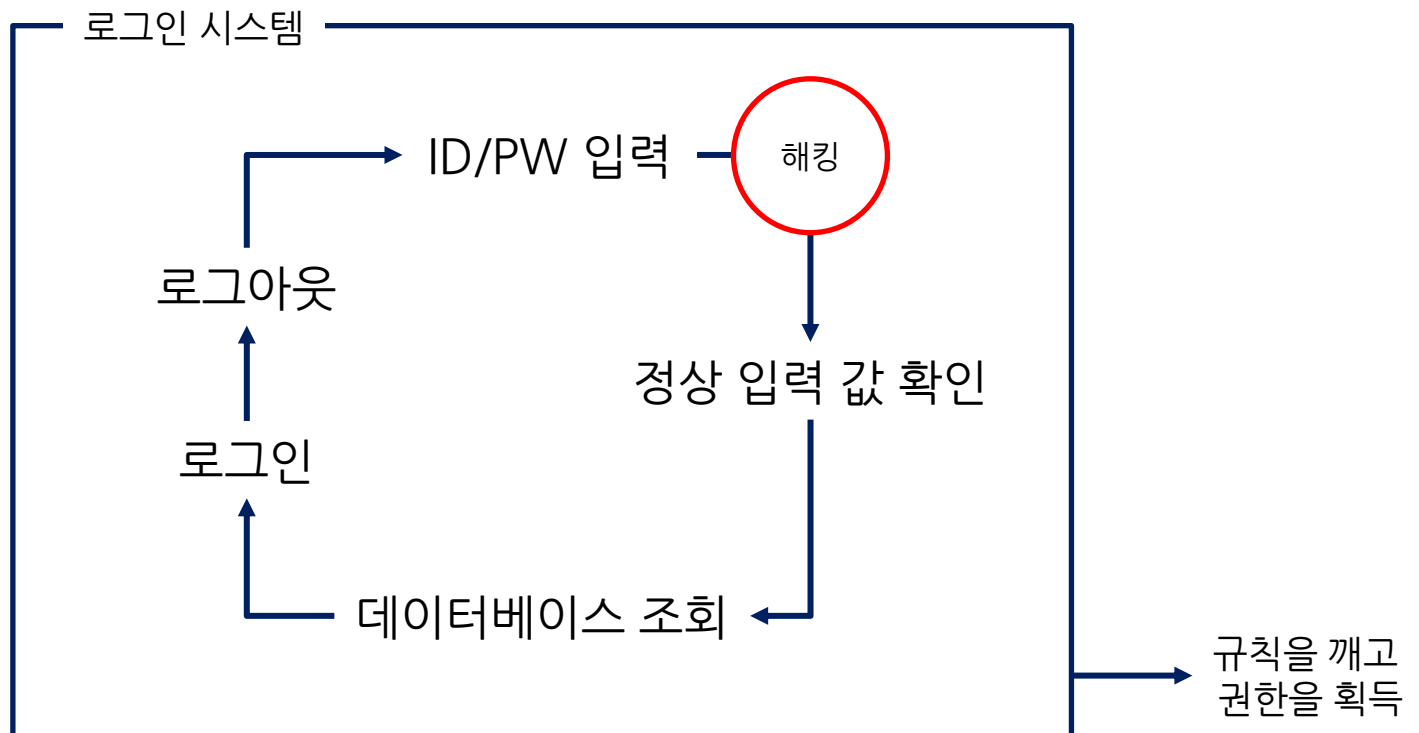 로그인 시스템
ID/PW 입력
해킹
로그아웃
정상 입력 값 확인
로그인
데이터베이스 조회
규칙을 깨고
권한을 획득